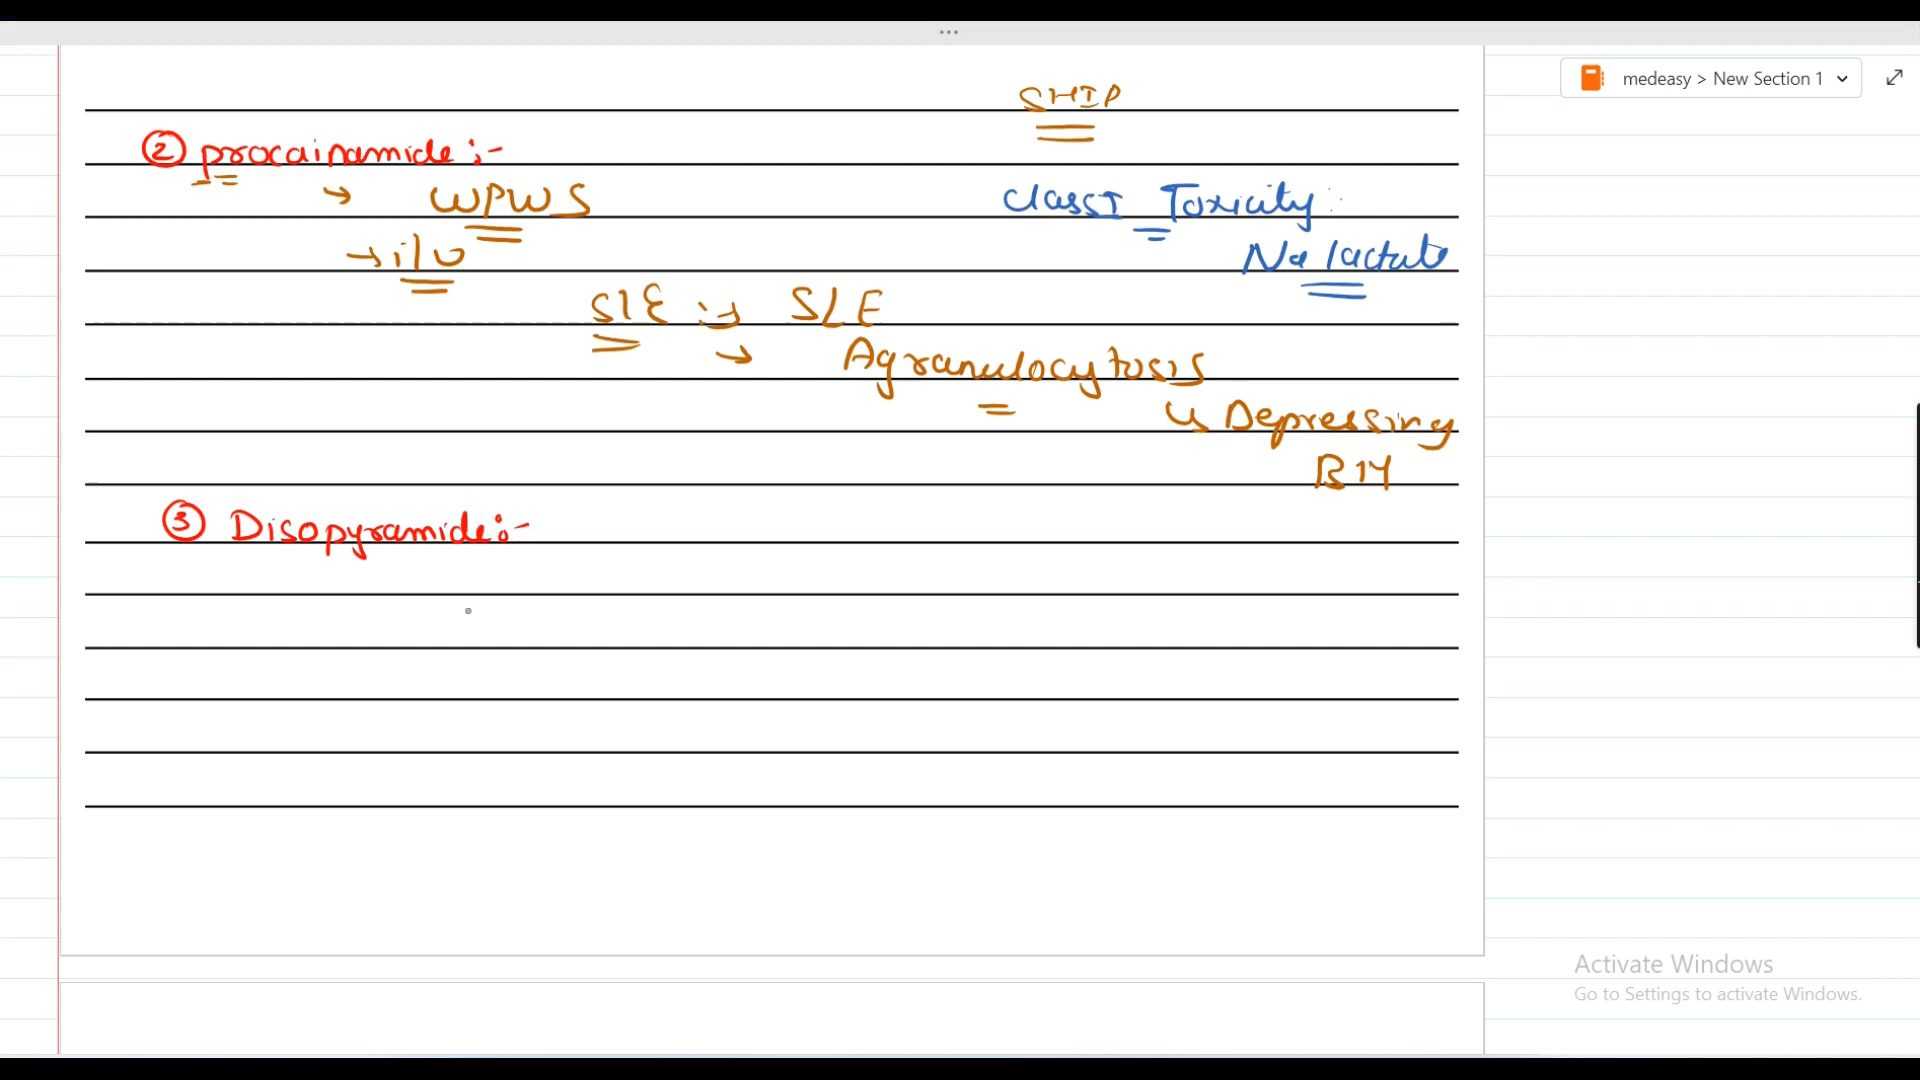 ...
medeasy > New Section 1
SHIP
② procainamide :-
→ WPWS
class I Toxicity :
→ i/v
Na lactate
S/E :→ SLE
→ Agranulocytosis
↳ Depressing
BM
③ Disopyramide :-
Activate Windows
Go to Settings to activate Windows.